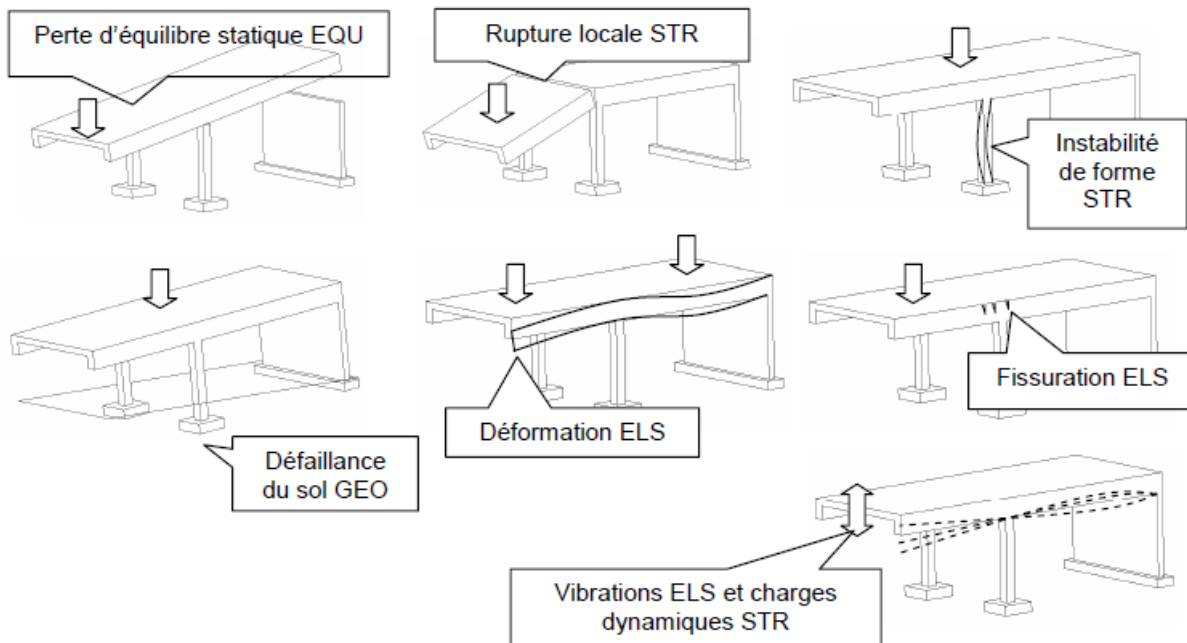 Perte d'équilibre statique EQU
Rupture locale STR
Instabilité
de forme
STR
Défaillance
du sol GEO
Déformation ELS
Fissuration ELS
Vibrations ELS et charges
dynamiques STR